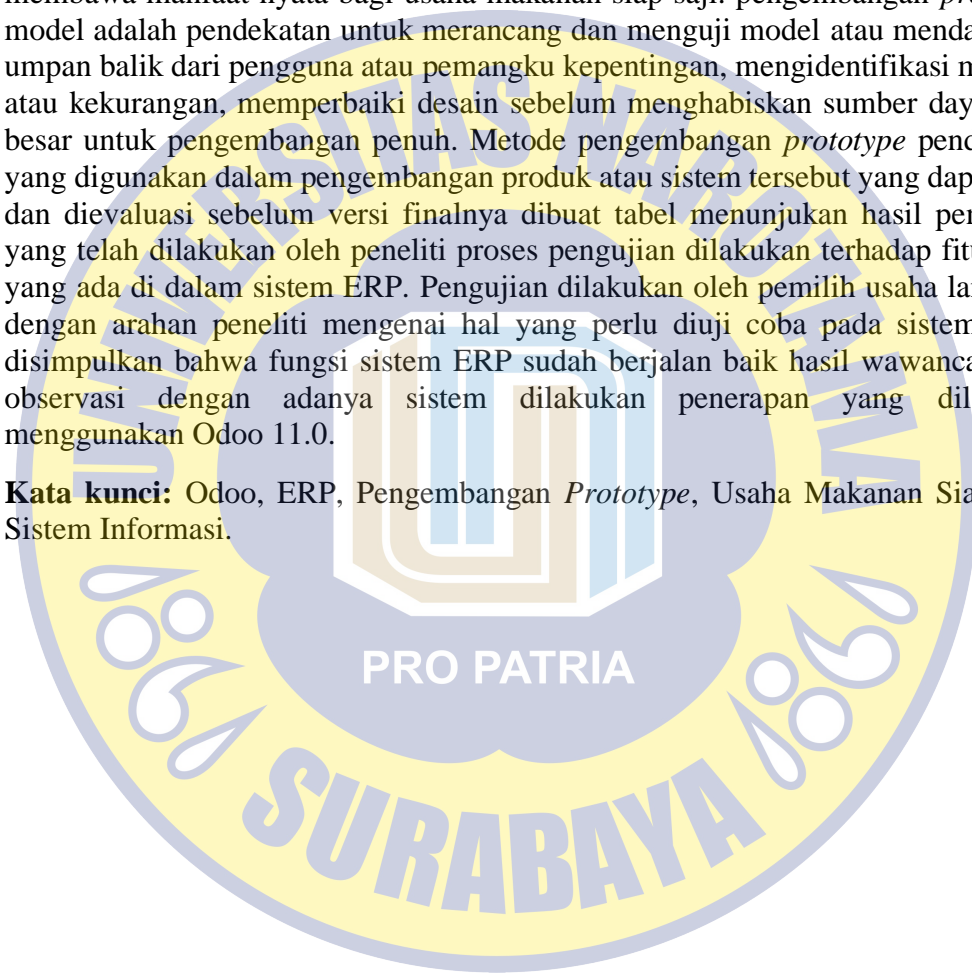 membawa manfaat nyata bagi usaha makanan siap saji. pengembangan pro
model adalah pendekatan untuk merancang dan menguji model atau menda
umpan balik dari pengguna atau pemangku kepentingan, mengidentifikasi m
atau kekurangan, memperbaiki desain sebelum menghabiskan sumber day
besar untuk pengembangan penuh. Metode pengembangan prototype pend
yang digunakan dalam pengembangan produk atau sistem tersebut yang dap
dan dievaluasi sebelum versi finalnya dibuat tabel menunjukan hasil pen
yang telah dilakukan oleh peneliti proses pengujian dilakukan terhadap fitu
yang ada di dalam sistem ERP. Pengujian dilakukan oleh pemilih usaha la
dengan arahan peneliti mengenai hal yang perlu diuji coba pada sistem
disimpulkan bahwa fungsi sistem ERP sudah berjalan baik hasil wawanca
observasi dengan adanya sistem dilakukan penerapan yang dil
menggunakan Odoo 11.0.
Kata kunci: Odoo, ERP, Pengembangan Prototype, Usaha Makanan Sia
Sistem Informasi.
UNIVERSITAS NAROTAMA
PRO PATRIA
SURABAYA